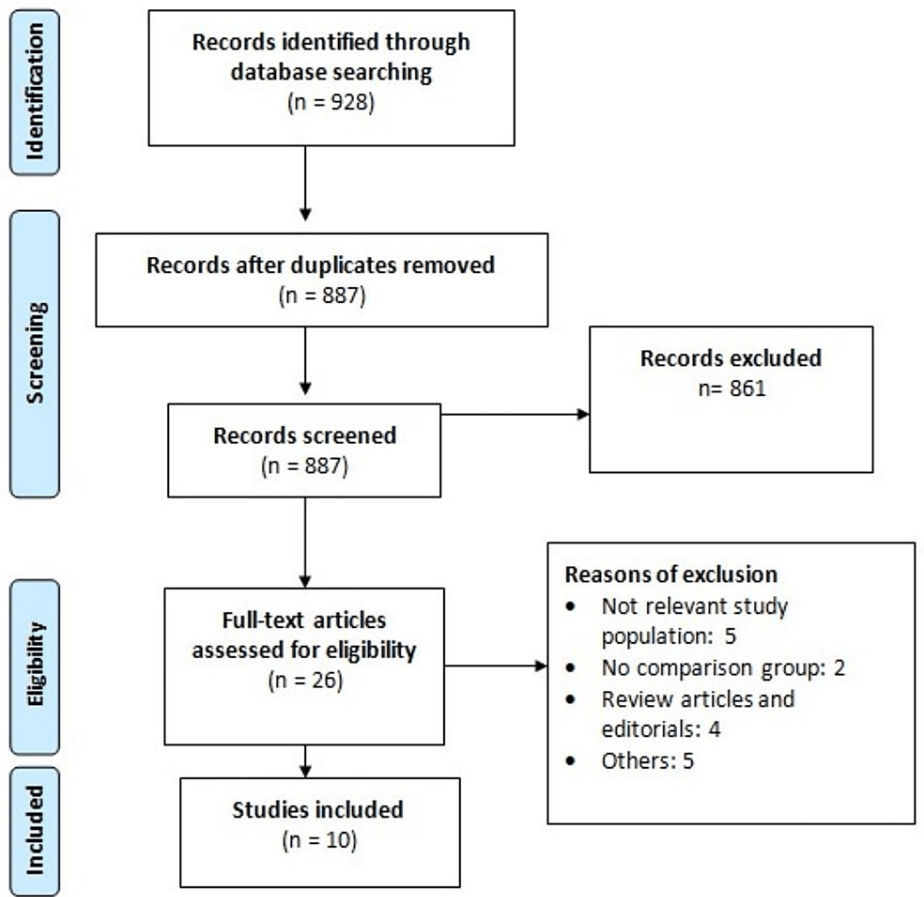 Identification
Records identified through
database searching
(n = 928)
Screening
Records after duplicates removed
(n = 887)
Records excluded
n= 861
Records screened
(n = 887)
Eligibility
Full-text articles
assessed for eligibility
(n = 26)
Reasons of exclusion
• Not relevant study
population: 5
• No comparison group: 2
• Review articles and
editorials: 4
• Others: 5
Included
Studies included
(n = 10)